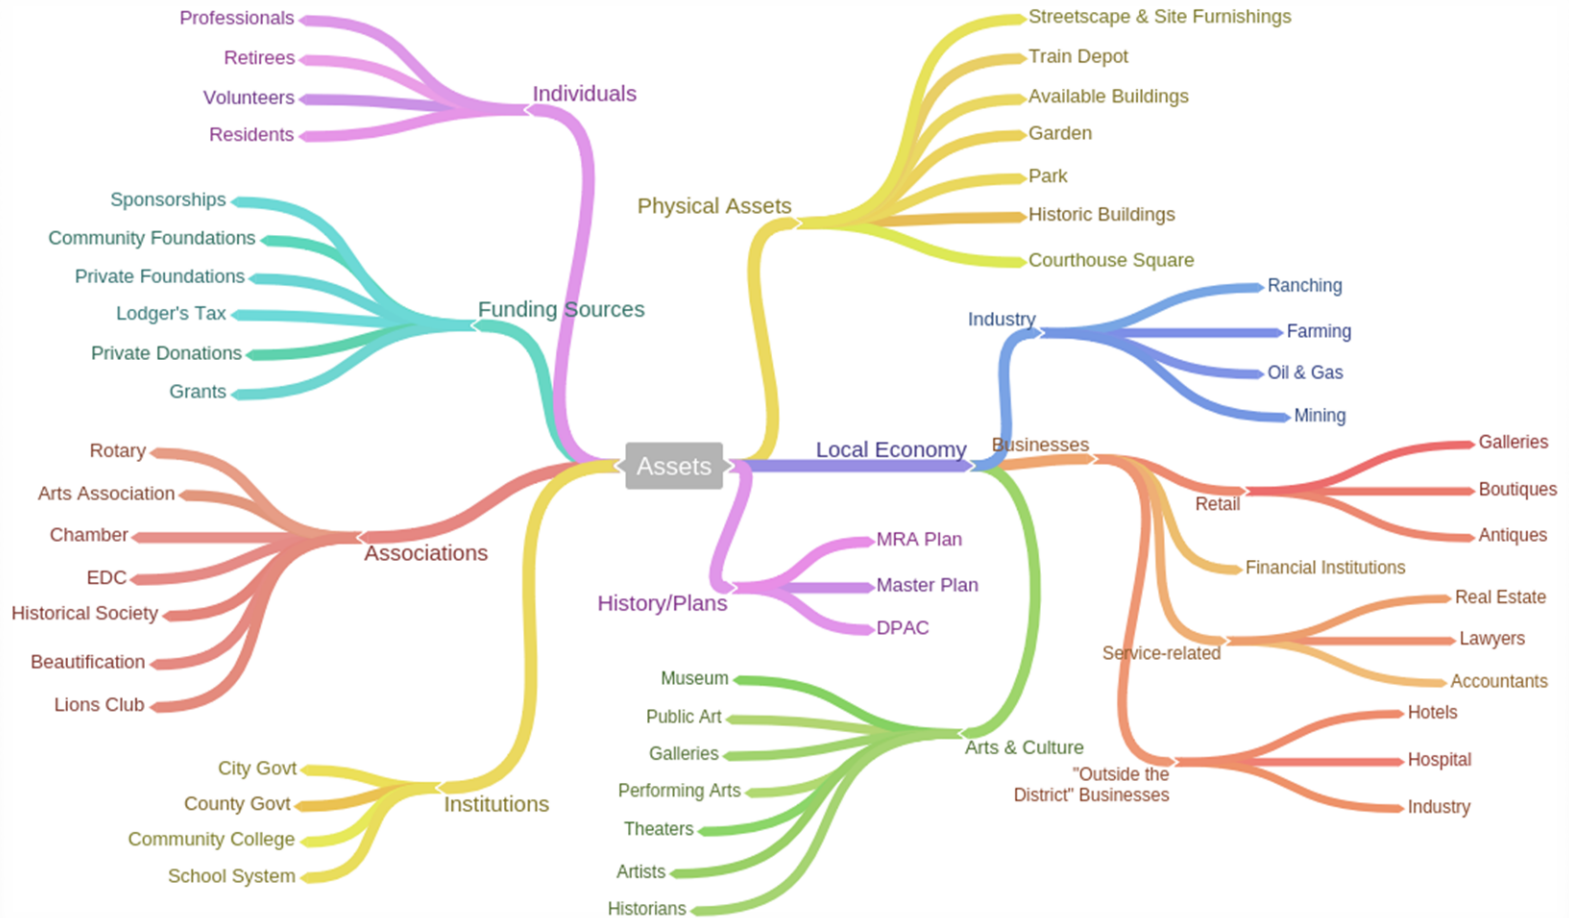 Assets
Individuals
Professionals
Retirees
Volunteers
Residents
Funding Sources
Sponsorships
Community Foundations
Private Foundations
Lodger's Tax
Private Donations
Grants
Associations
Rotary
Arts Association
Chamber
EDC
Historical Society
Beautification
Lions Club
Institutions
City Govt
County Govt
Community College
School System
Physical Assets
Streetscape & Site Furnishings
Train Depot
Available Buildings
Garden
Park
Historic Buildings
Courthouse Square
Local Economy
Industry
Ranching
Farming
Oil & Gas
Mining
Businesses
Retail
Galleries
Boutiques
Antiques
Financial Institutions
Service-related
Real Estate
Lawyers
Accountants
"Outside the
District" Businesses
Hotels
Hospital
Industry
Arts & Culture
Museum
Public Art
Galleries
Performing Arts
Theaters
Artists
Historians
History/Plans
MRA Plan
Master Plan
DPAC